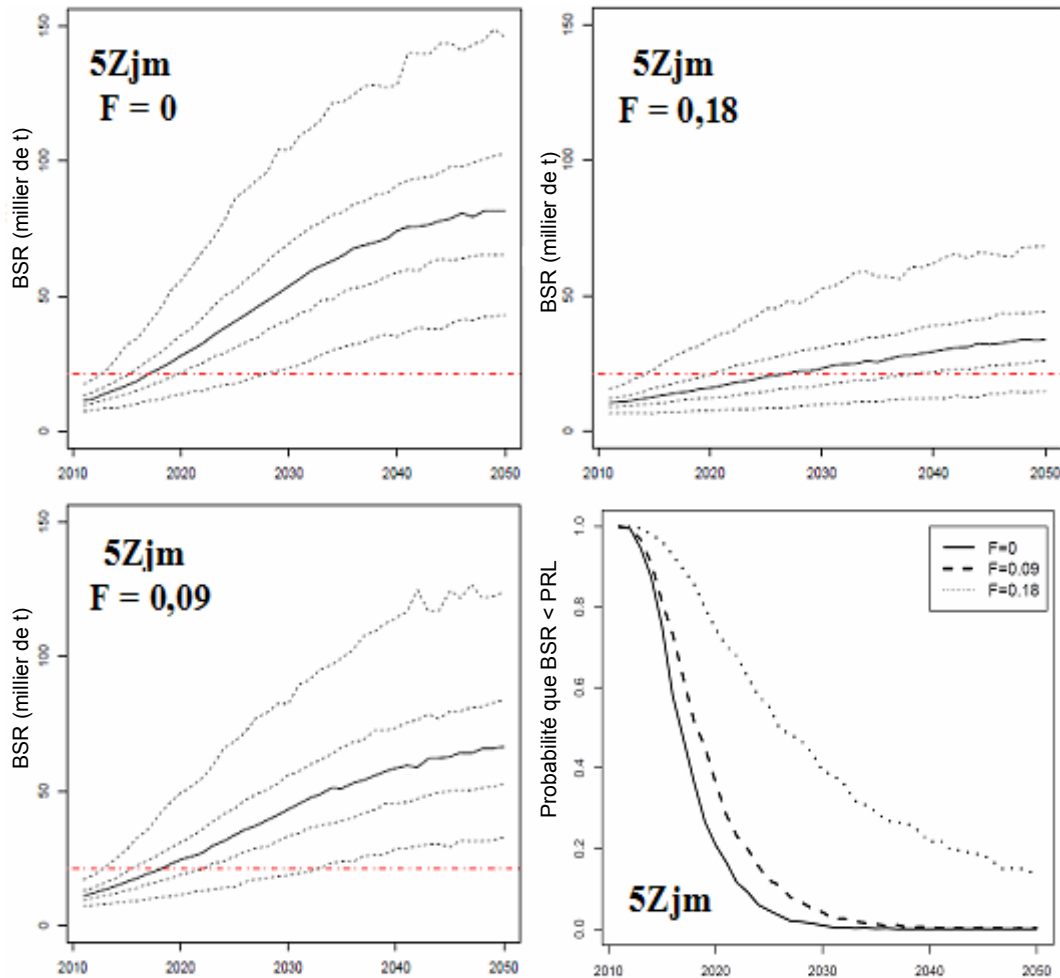 5Zjm
F = 0
BSR (millier de t)
150
100
50
0
2010 2020 2030 2040 2050
5Zjm
F = 0,18
BSR (millier de t)
150
100
50
0
2010 2020 2030 2040 2050
5Zjm
F = 0,09
BSR (millier de t)
150
100
50
0
2010 2020 2030 2040 2050
F=0
F=0.09
F=0.18
Probabilité que BSR < PRL
1.0
0.8
0.6
0.4
0.2
0.0
5Zjm
2010 2020 2030 2040 2050